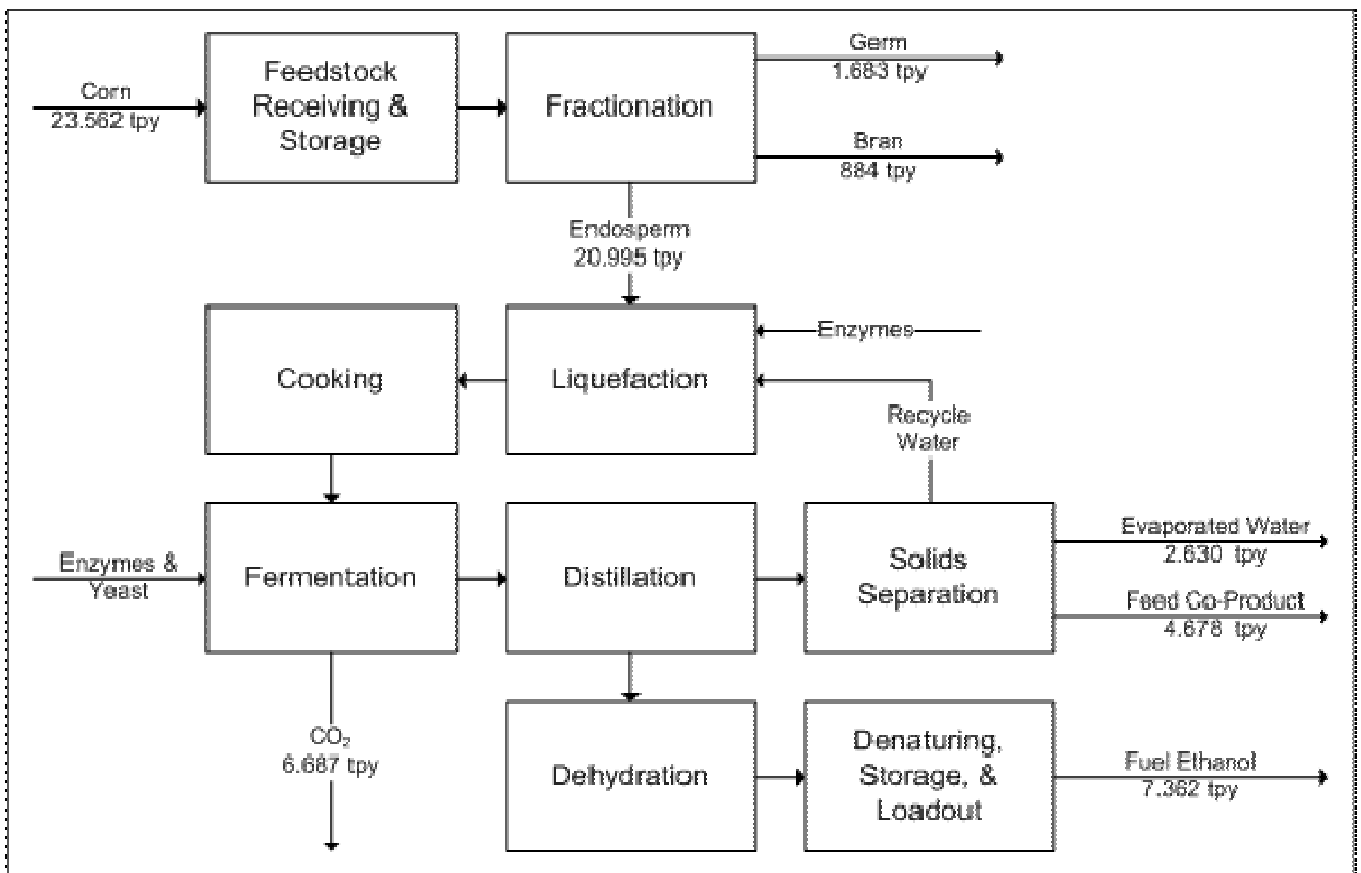 Corn
23,562 tpy
Feedstock
Receiving &
Storage
Fractionation
Germ
1,683 tpy
Bran
884 tpy
Endosperm
20,995 tpy
Cooking
Liquefaction
Enzymes
Recycle
Water
Enzymes &
Yeast
Fermentation
Distillation
Solids
Separation
Evaporated Water
2,630 tpy
Feed Co-Product
4,678 tpy
CO₂
6,687 tpy
Dehydration
Denaturing,
Storage, &
Loadout
Fuel Ethanol
7,362 tpy